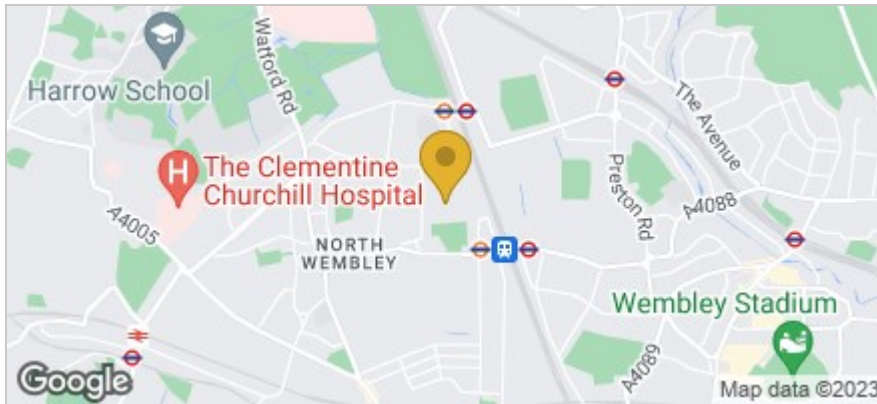 Harrow School
Watford Rd
The Avenue
H
The Clementine
Churchill Hospital
Preston Rd
A4088
A4005
NORTH
WEMBLEY
Wembley Stadium
A4089
Google
Map data ©2023